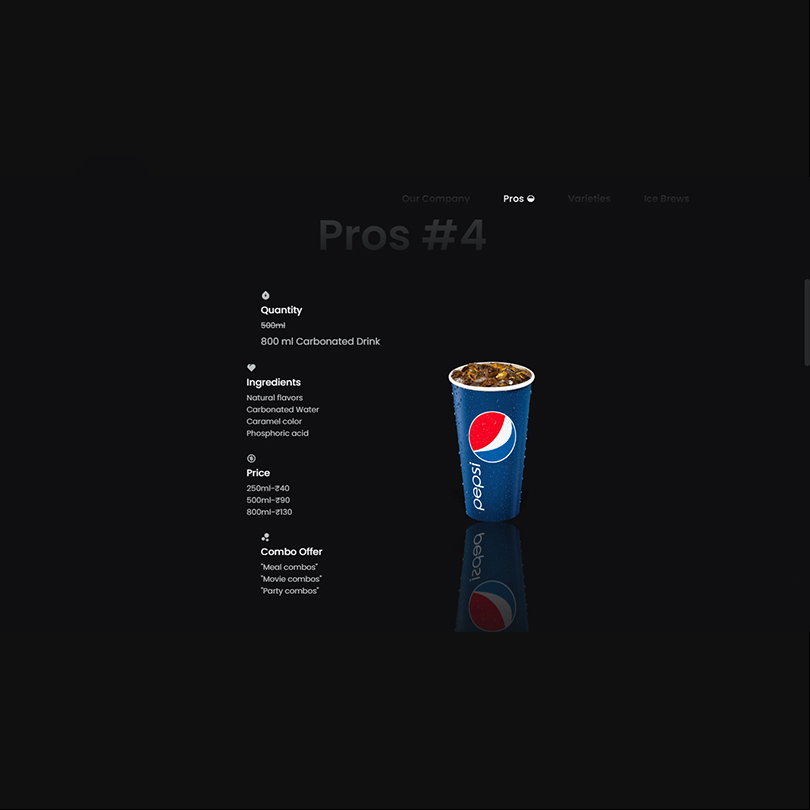 Our Company Pros Varieties Ice Brews
Pros #4
Quantity
500ml
800 ml Carbonated Drink
Ingredients
Natural flavors
Carbonated Water
Caramel color
Phosphoric acid
Price
250ml-₹40
500ml-₹90
800ml-₹130
Combo Offer
"Meal combos"
"Movie combos"
"Party combos"
pepsi
pepsi